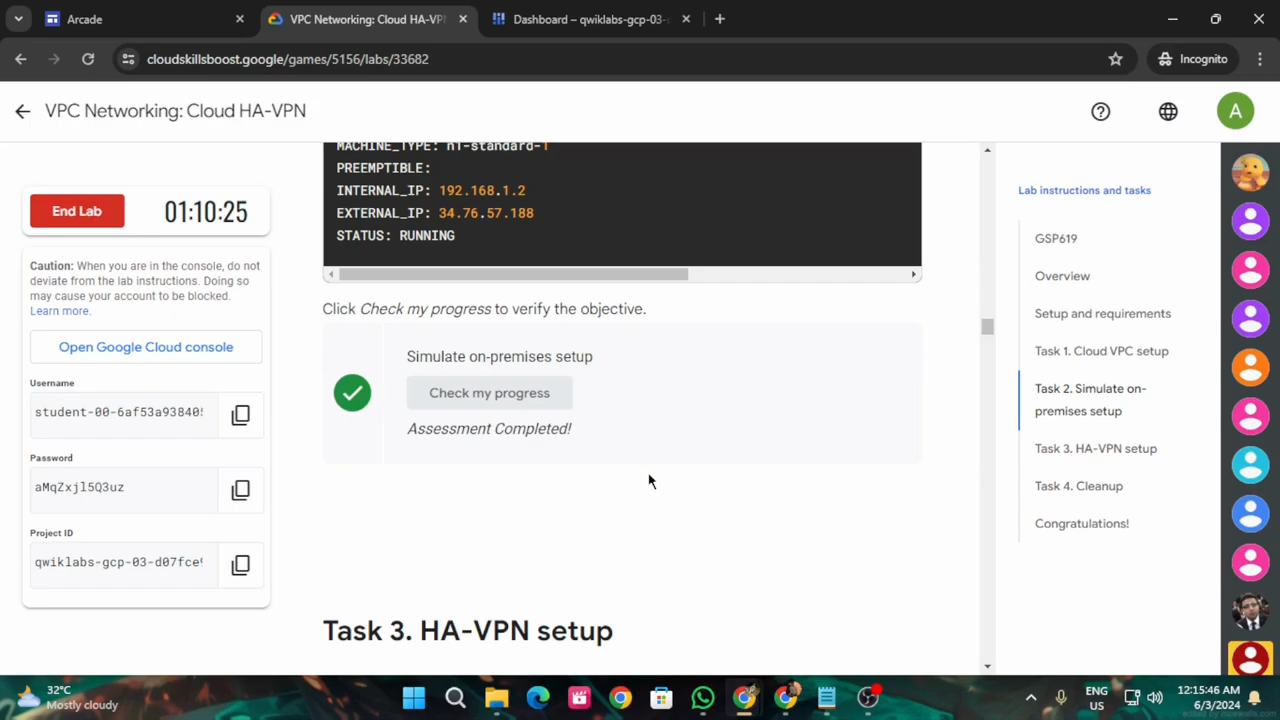 Arcade
VPC Networking: Cloud HA-VPN
Dashboard – qwiklabs-gcp-03-
cloudskillsboost.google/games/5156/labs/33682
Incognito
VPC Networking: Cloud HA-VPN
A
End Lab
01:10:25
Caution: When you are in the console, do not
deviate from the lab instructions. Doing so
may cause your account to be blocked.
Learn more.
Open Google Cloud console
Username
student-00-6af53a938405
Password
aMqZxjl5Q3uz
Project ID
qwiklabs-gcp-03-d07fce9
MACHINE_TYPE: n1-standard-1
PREEMPTIBLE:
INTERNAL_IP: 192.168.1.2
EXTERNAL_IP: 34.76.57.188
STATUS: RUNNING
Click Check my progress to verify the objective.
Simulate on-premises setup
Check my progress
Assessment Completed!
Task 3. HA-VPN setup
Lab instructions and tasks
GSP619
Overview
Setup and requirements
Task 1. Cloud VPC setup
Task 2. Simulate on-
premises setup
Task 3. HA-VPN setup
Task 4. Cleanup
Congratulations!
32°C
Mostly cloudy
ENG
US
12:15:46 AM
6/3/2024